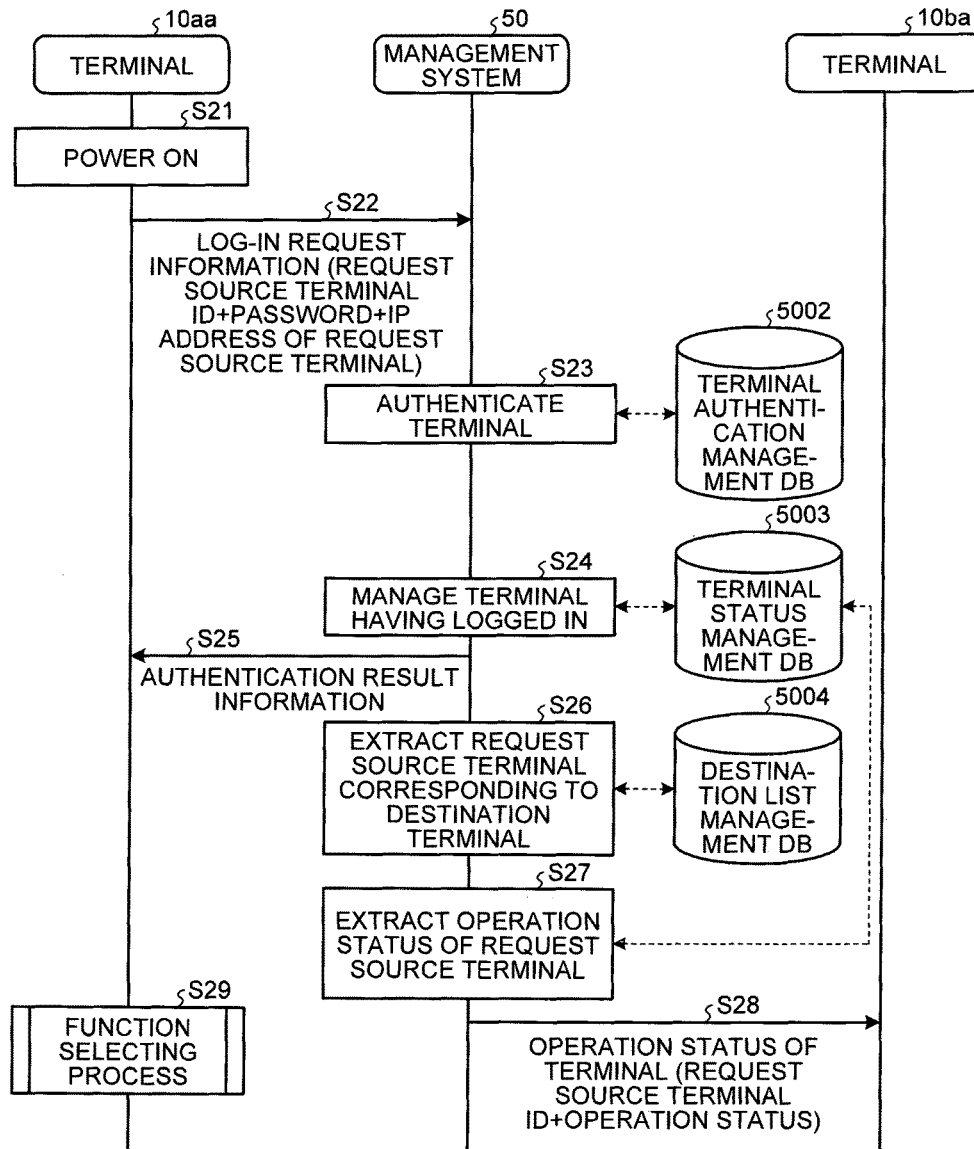 10aa
50
10ba
TERMINAL
MANAGEMENT
SYSTEM
TERMINAL
S21
POWER ON
S22
LOG-IN REQUEST
INFORMATION (REQUEST
SOURCE TERMINAL
ID+PASSWORD+IP
ADDRESS OF REQUEST
SOURCE TERMINAL)
5002
TERMINAL
AUTHENTI-
CATION
MANAGE-
MENT DB
S23
AUTHENTICATE
TERMINAL
5003
TERMINAL
STATUS
MANAGE-
MENT DB
S24
MANAGE TERMINAL
HAVING LOGGED IN
S25
AUTHENTICATION RESULT
INFORMATION
5004
DESTINA-
TION LIST
MANAGE-
MENT DB
S26
EXTRACT REQUEST
SOURCE TERMINAL
CORRESPONDING TO
DESTINATION
TERMINAL
S27
EXTRACT OPERATION
STATUS OF REQUEST
SOURCE TERMINAL
S29
FUNCTION
SELECTING
PROCESS
S28
OPERATION STATUS OF
TERMINAL (REQUEST
SOURCE TERMINAL
ID+OPERATION STATUS)